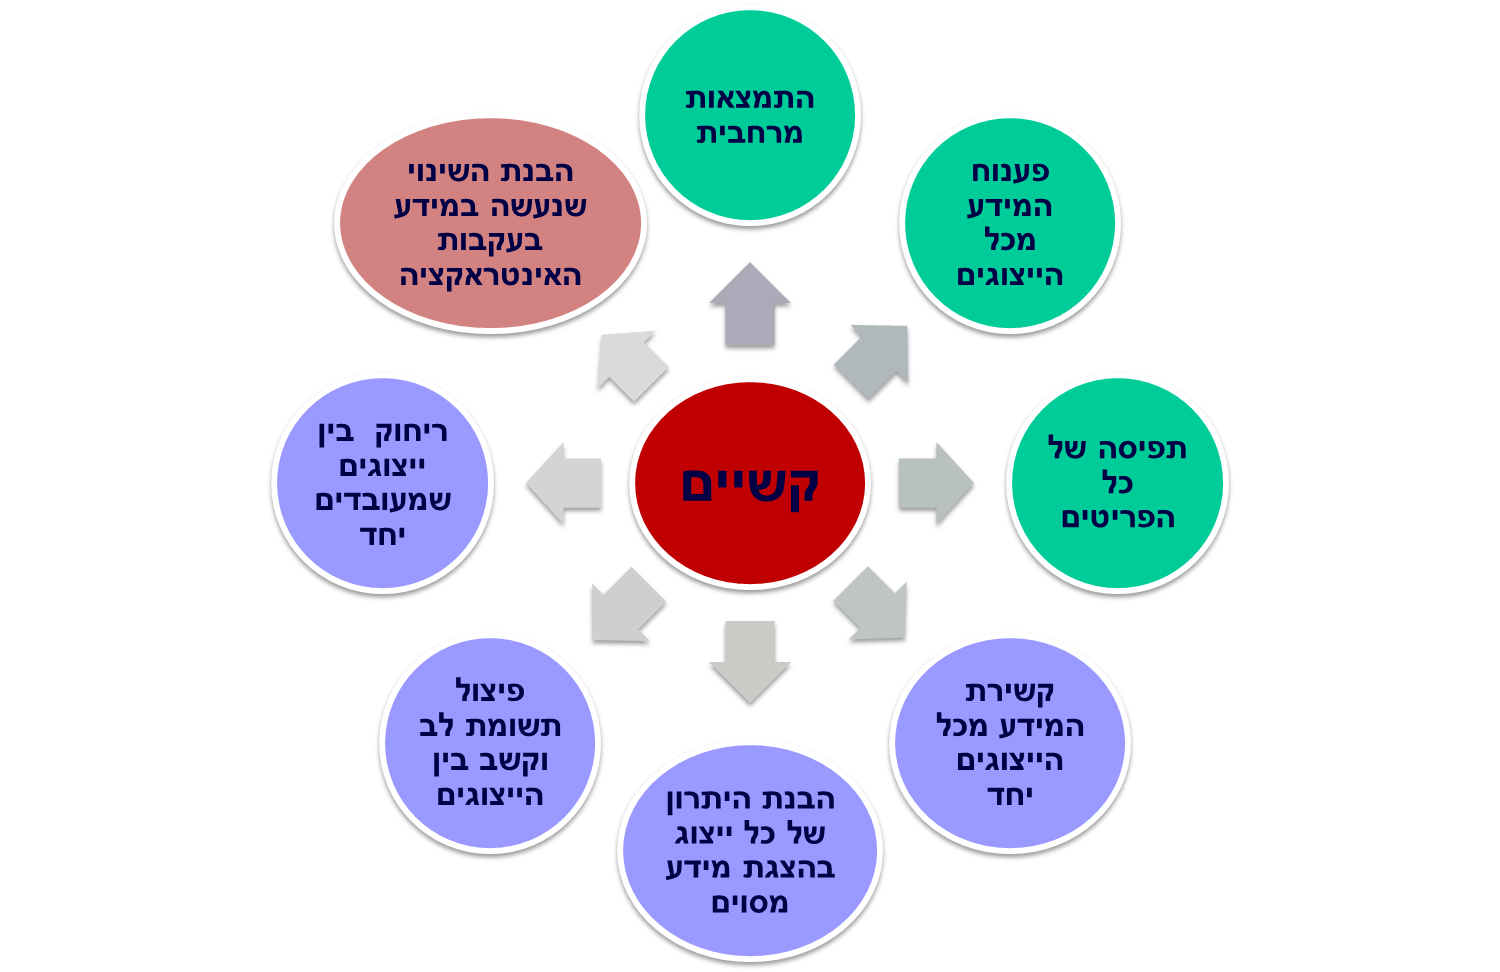 התמצאות
מרחבית
פענוח
המידע
מכל
הייצוגים
תפיסה של
כל
הפריטים
קשירת
המידע מכל
הייצוגים
יחד
הבנת היתרון
של כל ייצוג
בהצגת מידע
מסוים
פיצול
תשומת לב
וקשב בין
הייצוגים
ריחוק  בין
ייצוגים
שמעובדים
יחד
הבנת השינוי
שנעשה במידע
בעקבות
האינטראקציה
קשיים